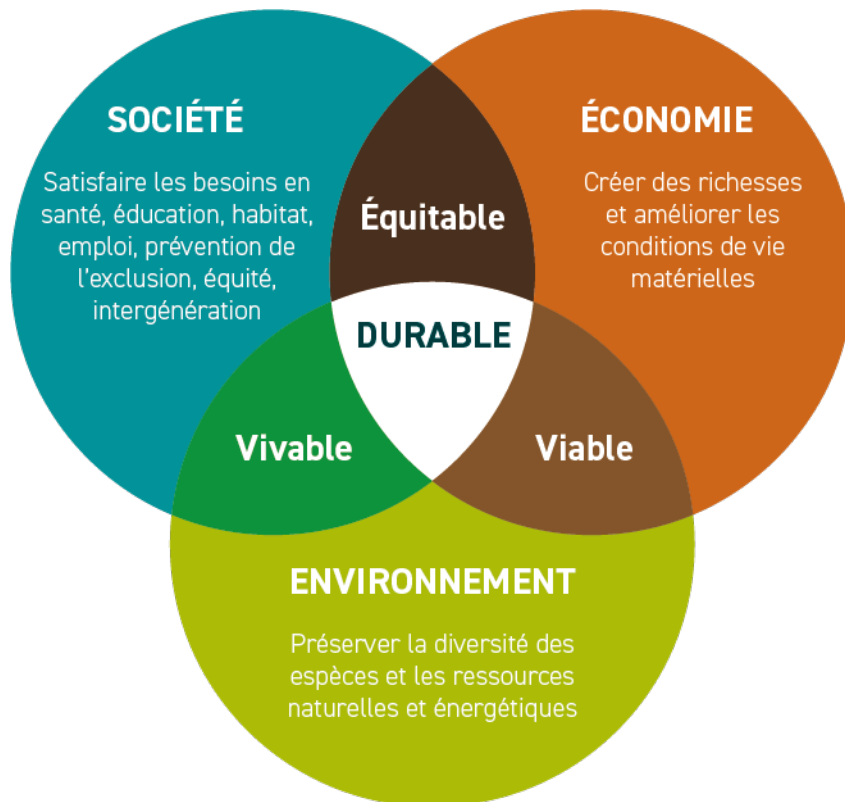 SOCIÉTÉ
Satisfaire les besoins en
santé, éducation, habitat,
emploi, prévention de
l'exclusion, équité,
intergénération
ÉCONOMIE
Créer des richesses
et améliorer les
conditions de vie
matérielles
Équitable
DURABLE
Vivable
Viable
ENVIRONNEMENT
Préserver la diversité des
espèces et les ressources
naturelles et énergétiques